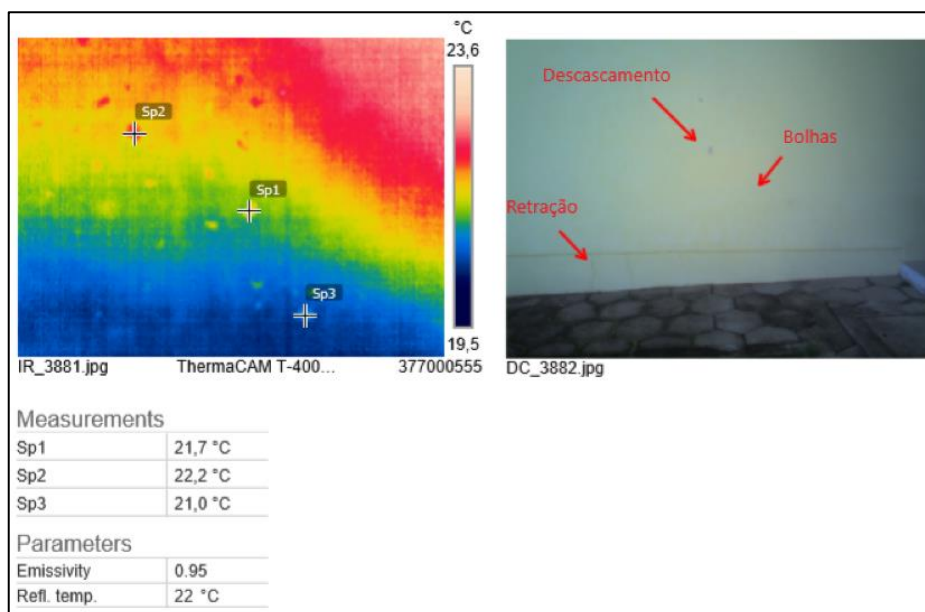 °C
23,6
Sp2
Sp1
Sp3
19,5
IR_3881.jpg ThermaCAM T-400... 377000555
Descascamento
Bolhas
Retração
DC_3882.jpg
Measurements
Sp1 21,7 °C
Sp2 22,2 °C
Sp3 21,0 °C
Parameters
Emissivity 0.95
Refl. temp. 22 °C